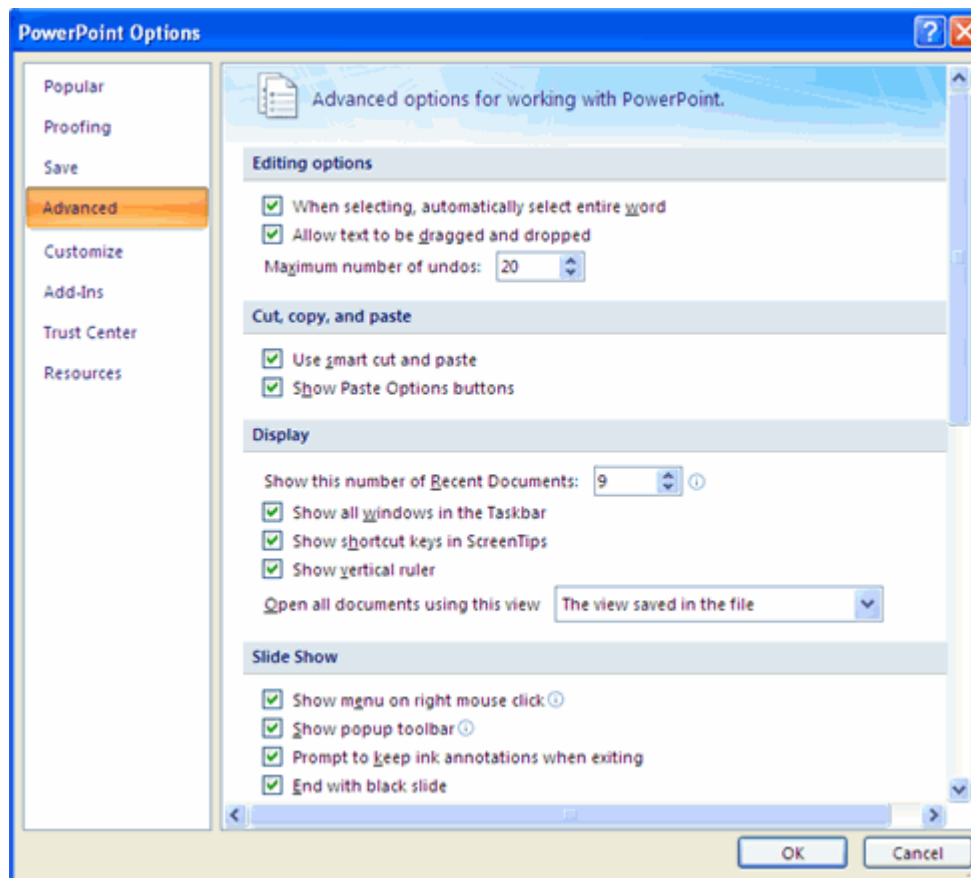 PowerPoint Options
Popular
Proofing
Save
Advanced
Customize
Add-Ins
Trust Center
Resources
Advanced options for working with PowerPoint.
Editing options
When selecting, automatically select entire word
Allow text to be dragged and dropped
Maximum number of undos: 20
Cut, copy, and paste
Use smart cut and paste
Show Paste Options buttons
Display
Show this number of Recent Documents: 9
Show all windows in the Taskbar
Show shortcut keys in ScreenTips
Show vertical ruler
Open all documents using this view The view saved in the file
Slide Show
Show menu on right mouse click
Show popup toolbar
Prompt to keep ink annotations when exiting
End with black slide
OK Cancel